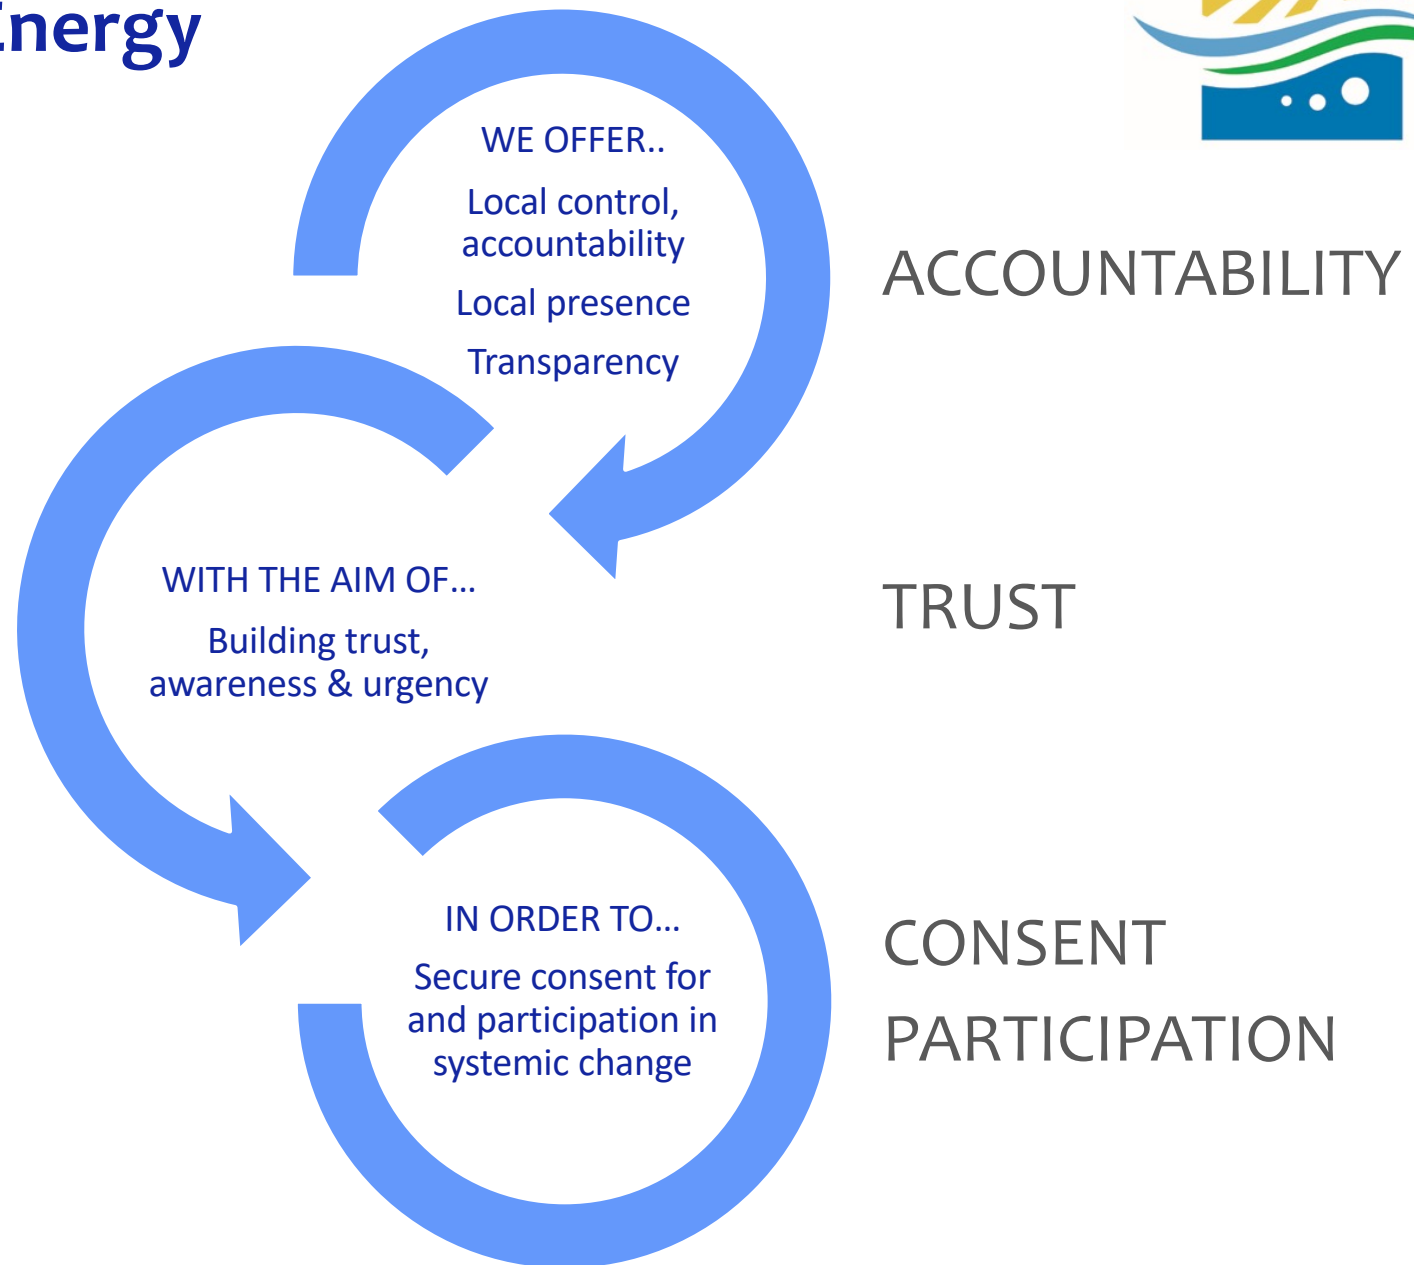 Energy
WE OFFER..
Local control,
accountability
Local presence
Transparency
ACCOUNTABILITY
WITH THE AIM OF...
Building trust,
awareness & urgency
TRUST
IN ORDER TO...
Secure consent for
and participation in
systemic change
CONSENT
PARTICIPATION